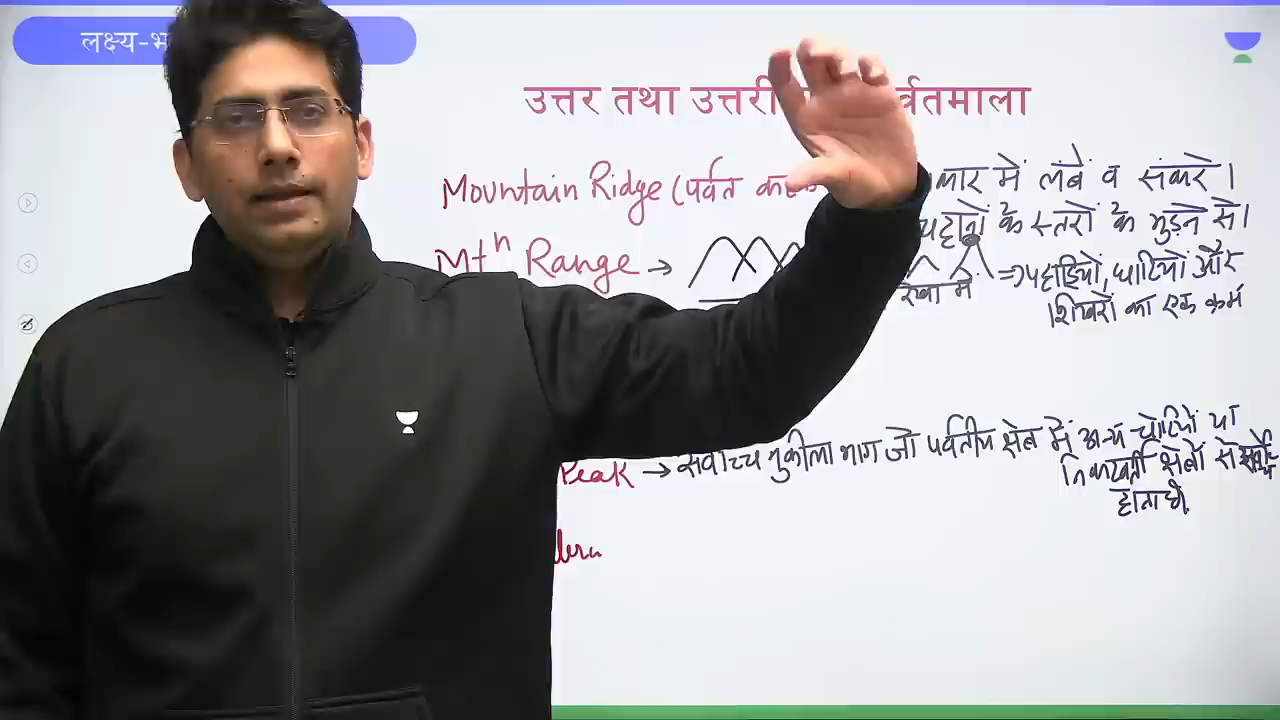 लक्ष्य-भ
उत्तर तथा उत्तरी र्वतमाला
Mountain Ridge (पर्वत कार में लंबे व संकरे।
चट्टानों के स्तरों के मुड़ने से।
Mtⁿ Range → रेखा में ⇒ पहाड़ियों, घाटियों और
शिखरों का एक क्रम
Peak → सर्वोच्च नुकीला भाग जो पर्वतीय क्षेत्र में अन्य चोटियों या
निकटवर्ती क्षेत्रों से
होता है।